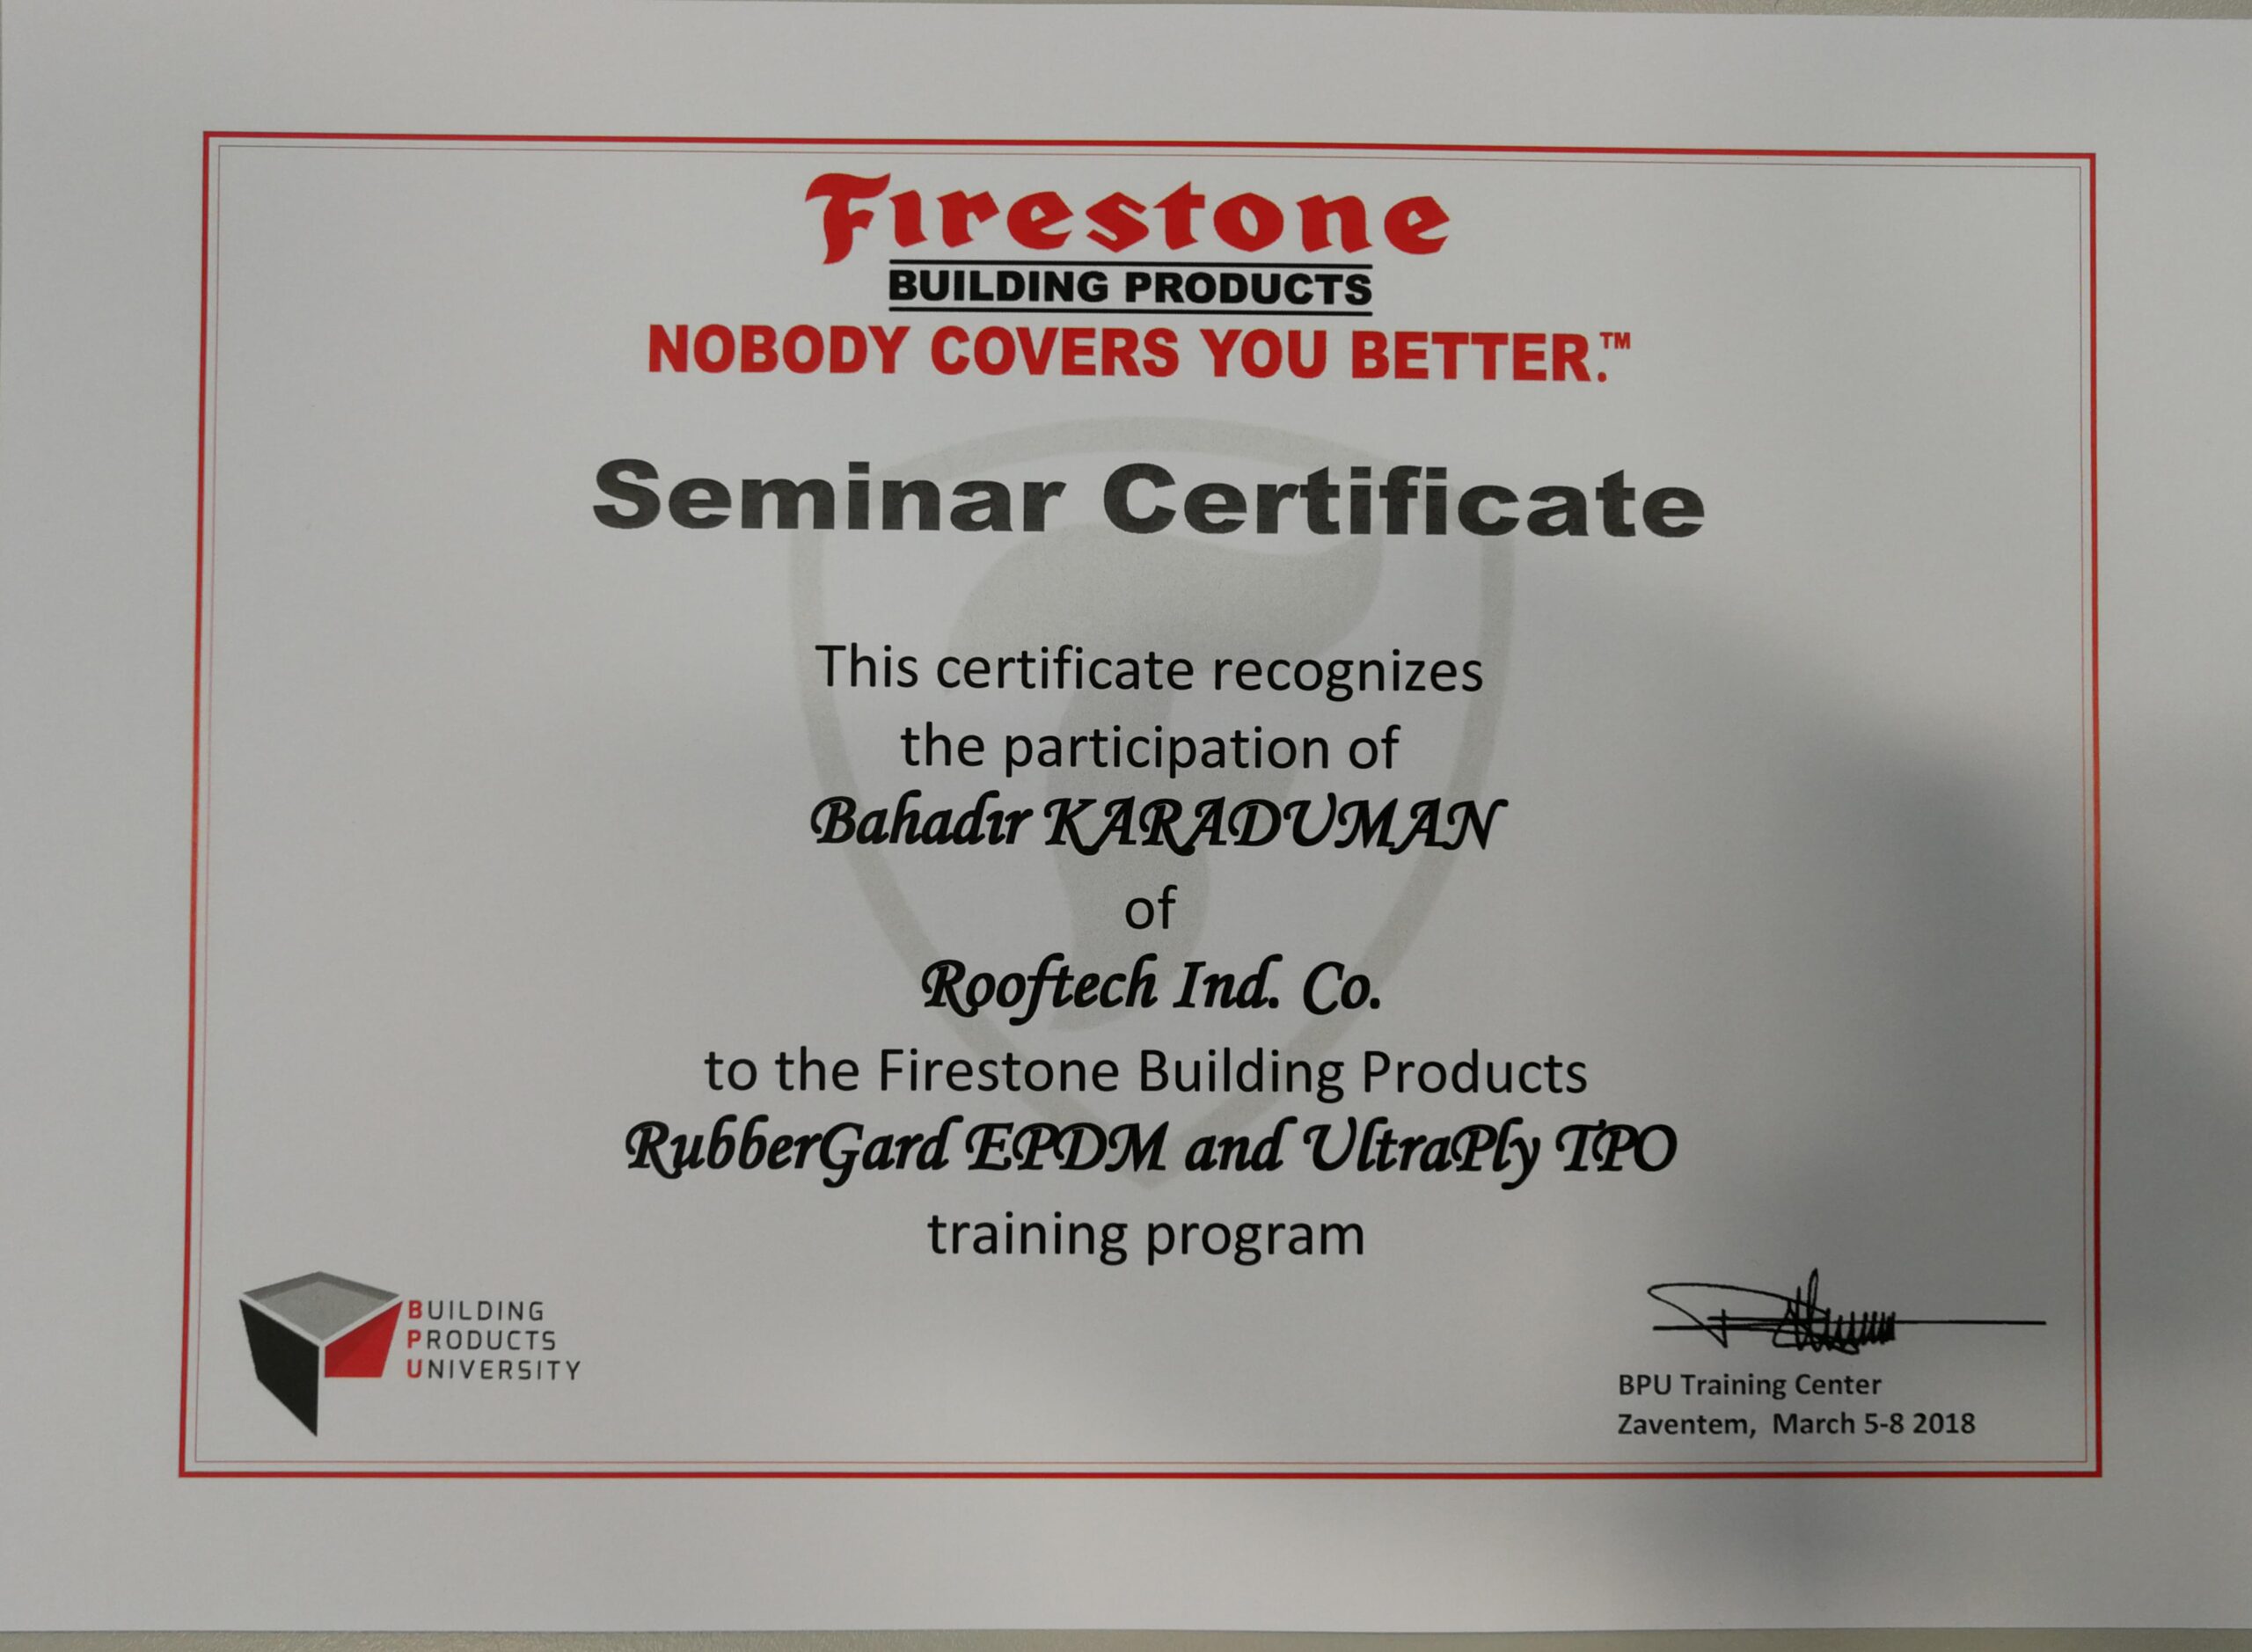 Firestone
BUILDING PRODUCTS
NOBODY COVERS YOU BETTER.™
Seminar Certificate
This certificate recognizes
the participation of
Bahadır KARADUMAN
of
Rooftech Ind. Co.
to the Firestone Building Products
RubberGard EPDM and UltraPly TPO
training program
BUILDING
PRODUCTS
UNIVERSITY
BPU Training Center
Zaventem, March 5-8 2018